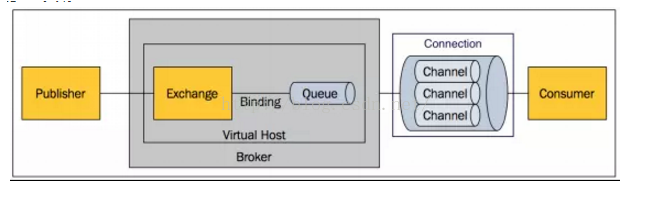 Connection
Channel
Publisher
Exchange
Binding
Queue
Channel
Consumer
Channel
Virtual Host
Broker